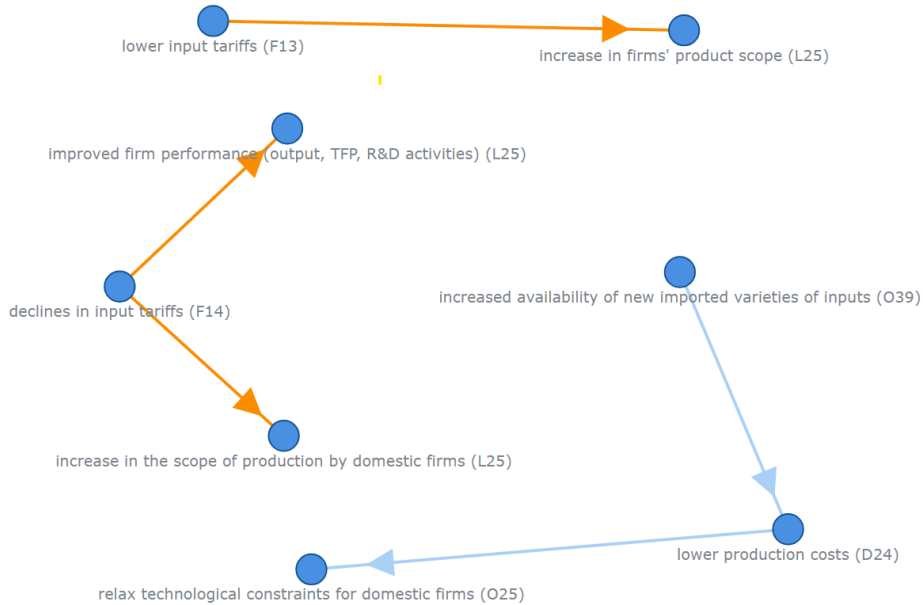 lower input tariffs (F13)
increase in firms' product scope (L25)
improved firm performance (output, TFP, R&D activities) (L25)
increased availability of new imported varieties of inputs (O39)
declines in input tariffs (F14)
increase in the scope of production by domestic firms (L25)
lower production costs (D24)
relax technological constraints for domestic firms (O25)